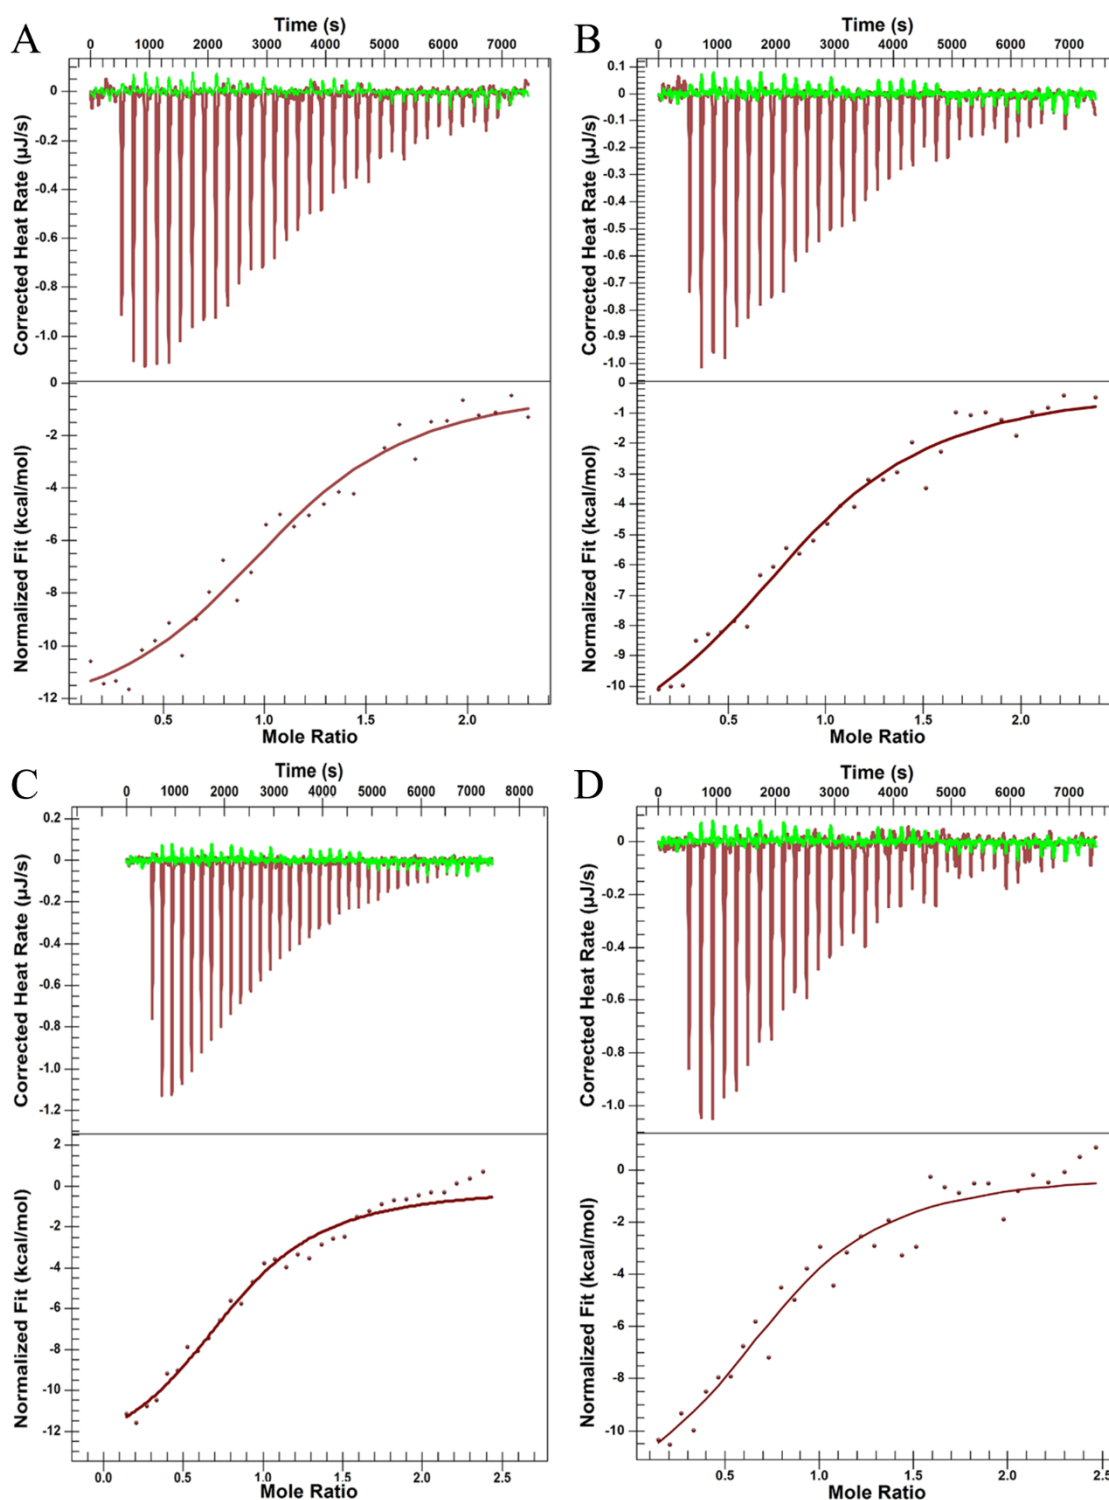 A
Time (s)
0 1000 2000 3000 4000 5000 6000 7000
Corrected Heat Rate (µJ/s)
0
-0.2
-0.4
-0.6
-0.8
-1.0
Normalized Fit (kcal/mol)
0
-2
-4
-6
-8
-10
-12
0.5 1.0 1.5 2.0
Mole Ratio
B
Time (s)
0 1000 2000 3000 4000 5000 6000 7000
Corrected Heat Rate (µJ/s)
0.1
0
-0.1
-0.2
-0.3
-0.4
-0.5
-0.6
-0.7
-0.8
-0.9
-1.0
Normalized Fit (kcal/mol)
0
-1
-2
-3
-4
-5
-6
-7
-8
-9
-10
0.5 1.0 1.5 2.0
Mole Ratio
C
Time (s)
0 1000 2000 3000 4000 5000 6000 7000 8000
Corrected Heat Rate (µJ/s)
0.2
0
-0.2
-0.4
-0.6
-0.8
-1.0
-1.2
Normalized Fit (kcal/mol)
2
0
-2
-4
-6
-8
-10
-12
0.0 0.5 1.0 1.5 2.0 2.5
Mole Ratio
D
Time (s)
0 1000 2000 3000 4000 5000 6000 7000
Corrected Heat Rate (µJ/s)
0
-0.2
-0.4
-0.6
-0.8
-1.0
Normalized Fit (kcal/mol)
0
-2
-4
-6
-8
-10
0.5 1.0 1.5 2.0 2.5
Mole Ratio